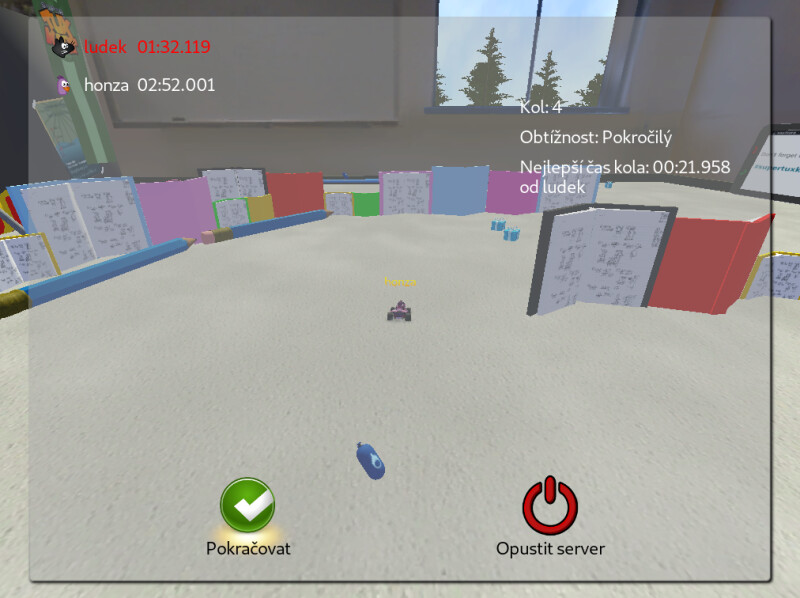 ludek 01:32.119
honza 02:52.001
Kol: 4
Obtížnost: Pokročilý
Nejlepší čas kola: 00:21.958
od ludek
honza
Pokračovat
Opustit server